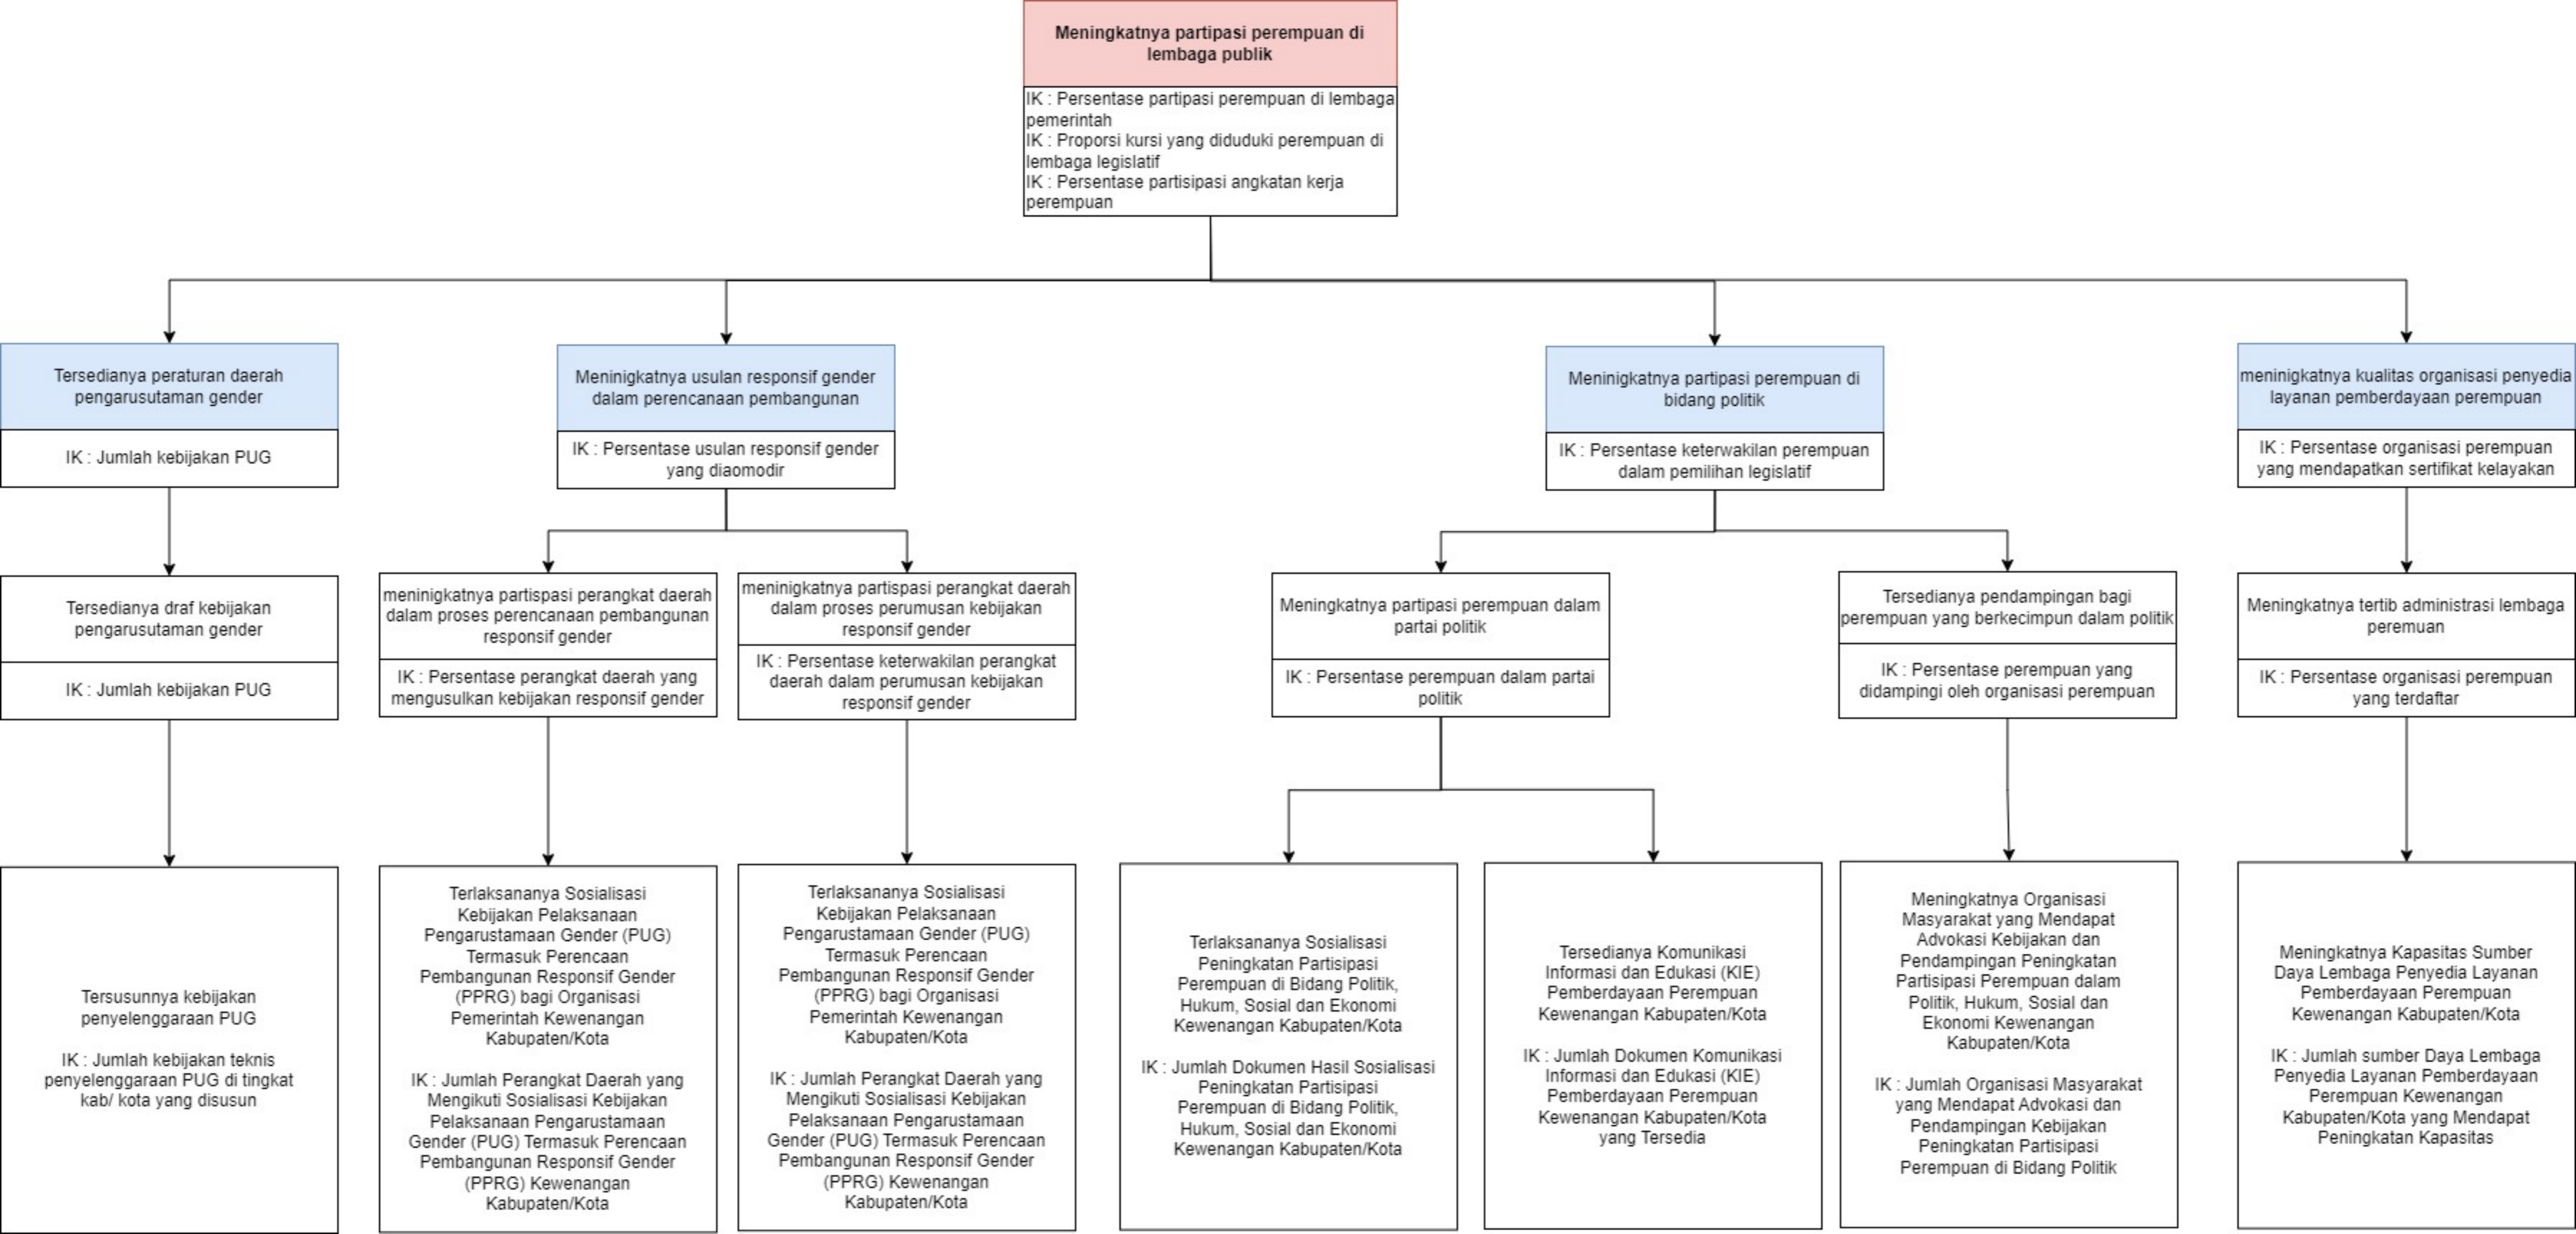 Meningkatnya partipasi perempuan di
lembaga publik
IK : Persentase partipasi perempuan di lembaga
pemerintah
IK : Proporsi kursi yang diduduki perempuan di
lembaga legislatif
IK : Persentase partisipasi angkatan kerja
perempuan
Tersedianya peraturan daerah
pengarusutaman gender
IK : Jumlah kebijakan PUG
Meninigkatnya usulan responsif gender
dalam perencanaan pembangunan
IK : Persentase usulan responsif gender
yang diaomodir
Meninigkatnya partipasi perempuan di
bidang politik
IK : Persentase keterwakilan perempuan
dalam pemilihan legislatif
meninigkatnya kualitas organisasi penyedia
layanan pemberdayaan perempuan
IK : Persentase organisasi perempuan
yang mendapatkan sertifikat kelayakan
Tersedianya draf kebijakan
pengarusutaman gender
IK : Jumlah kebijakan PUG
meninigkatnya partispasi perangkat daerah
dalam proses perencanaan pembangunan
responsif gender
IK : Persentase perangkat daerah yang
mengusulkan kebijakan responsif gender
meninigkatnya partispasi perangkat daerah
dalam proses perumusan kebijakan
responsif gender
IK : Persentase keterwakilan perangkat
daerah dalam perumusan kebijakan
responsif gender
Meningkatnya partipasi perempuan dalam
partai politik
IK : Persentase perempuan dalam partai
politik
Tersedianya pendampingan bagi
perempuan yang berkecimpun dalam politik
IK : Persentase perempuan yang
didampingi oleh organisasi perempuan
Meningkatnya tertib administrasi lembaga
peremuan
IK : Persentase organisasi perempuan
yang terdaftar
Tersusunnya kebijakan
penyelenggaraan PUG
IK : Jumlah kebijakan teknis
penyelenggaraan PUG di tingkat
kab/ kota yang disusun
Terlaksananya Sosialisasi
Kebijakan Pelaksanaan
Pengarustamaan Gender (PUG)
Termasuk Perencaan
Pembangunan Responsif Gender
(PPRG) bagi Organisasi
Pemerintah Kewenangan
Kabupaten/Kota
IK : Jumlah Perangkat Daerah yang
Mengikuti Sosialisasi Kebijakan
Pelaksanaan Pengarustamaan
Gender (PUG) Termasuk Perencaan
Pembangunan Responsif Gender
(PPRG) Kewenangan
Kabupaten/Kota
Terlaksananya Sosialisasi
Kebijakan Pelaksanaan
Pengarustamaan Gender (PUG)
Termasuk Perencaan
Pembangunan Responsif Gender
(PPRG) bagi Organisasi
Pemerintah Kewenangan
Kabupaten/Kota
IK : Jumlah Perangkat Daerah yang
Mengikuti Sosialisasi Kebijakan
Pelaksanaan Pengarustamaan
Gender (PUG) Termasuk Perencaan
Pembangunan Responsif Gender
(PPRG) Kewenangan
Kabupaten/Kota
Terlaksananya Sosialisasi
Peningkatan Partisipasi
Perempuan di Bidang Politik,
Hukum, Sosial dan Ekonomi
Kewenangan Kabupaten/Kota
IK : Jumlah Dokumen Hasil Sosialisasi
Peningkatan Partisipasi
Perempuan di Bidang Politik,
Hukum, Sosial dan Ekonomi
Kewenangan Kabupaten/Kota
Tersedianya Komunikasi
Informasi dan Edukasi (KIE)
Pemberdayaan Perempuan
Kewenangan Kabupaten/Kota
IK : Jumlah Dokumen Komunikasi
Informasi dan Edukasi (KIE)
Pemberdayaan Perempuan
Kewenangan Kabupaten/Kota
yang Tersedia
Meningkatnya Organisasi
Masyarakat yang Mendapat
Advokasi Kebijakan dan
Pendampingan Peningkatan
Partisipasi Perempuan dalam
Politik, Hukum, Sosial dan
Ekonomi Kewenangan
Kabupaten/Kota
IK : Jumlah Organisasi Masyarakat
yang Mendapat Advokasi dan
Pendampingan Kebijakan
Peningkatan Partisipasi
Perempuan di Bidang Politik
Meningkatnya Kapasitas Sumber
Daya Lembaga Penyedia Layanan
Pemberdayaan Perempuan
Kewenangan Kabupaten/Kota
IK : Jumlah sumber Daya Lembaga
Penyedia Layanan Pemberdayaan
Perempuan Kewenangan
Kabupaten/Kota yang Mendapat
Peningkatan Kapasitas